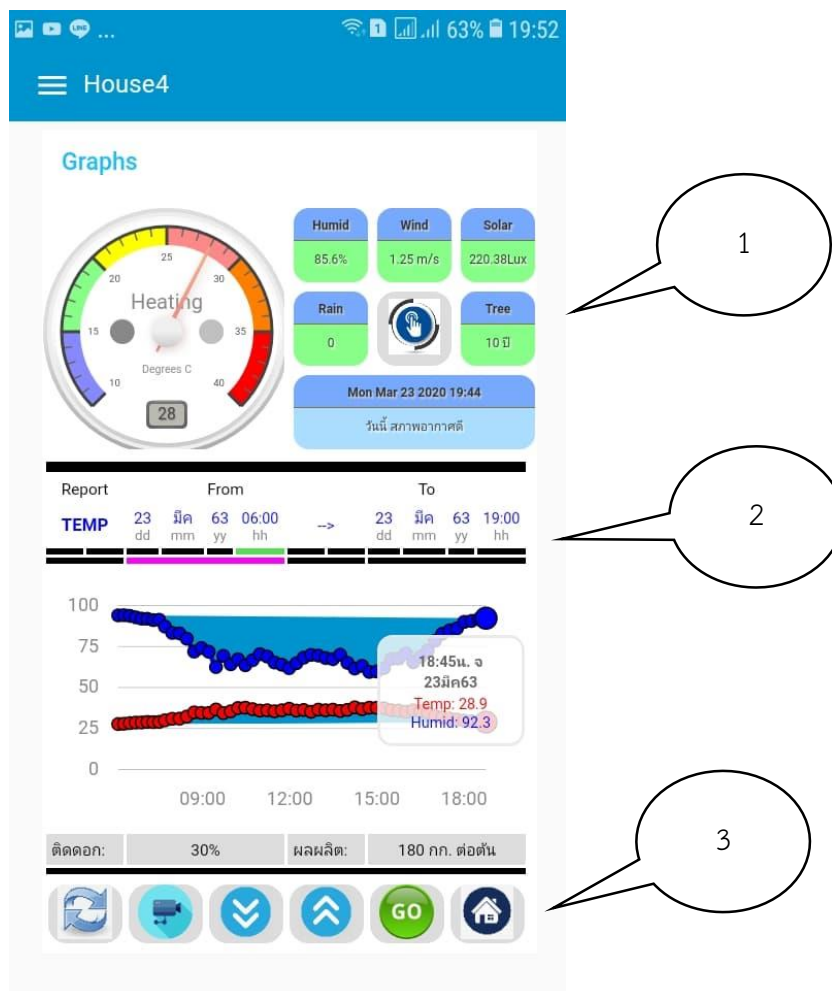 ... 1 63% 19:52
House4
Graphs
Humid Wind Solar
85.6% 1.25 m/s 220.38Lux
Rain Tree
0 10 ปี
Mon Mar 23 2020 19:44
วันนี้ สภาพอากาศดี
10 15 20 25 30 35 40
Heating
Degrees C
28
1
Report From To
TEMP 23 มีค 63 06:00 --> 23 มีค 63 19:00
dd mm yy hh dd mm yy hh
2
100
75
50
25
0
18:45น. จ
23มีค63
Temp: 28.9
Humid: 92.3
09:00 12:00 15:00 18:00
ติดดอก: 30% ผลผลิต: 180 กก. ต่อตัน
GO
3